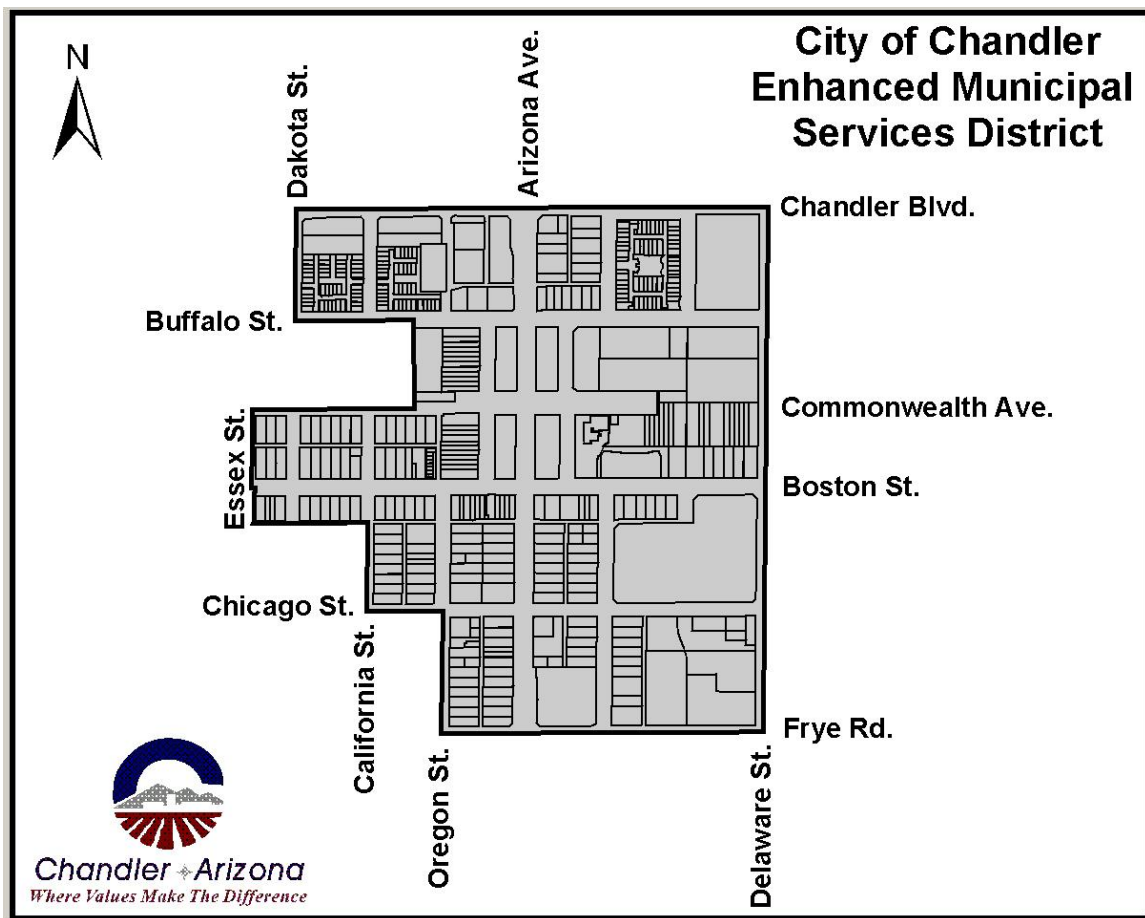 City of Chandler
Enhanced Municipal
Services District
N
Dakota St.
Arizona Ave.
Chandler Blvd.
Buffalo St.
Commonwealth Ave.
Essex St.
Boston St.
Chicago St.
California St.
Oregon St.
Frye Rd.
Delaware St.
Chandler Arizona
Where Values Make The Difference